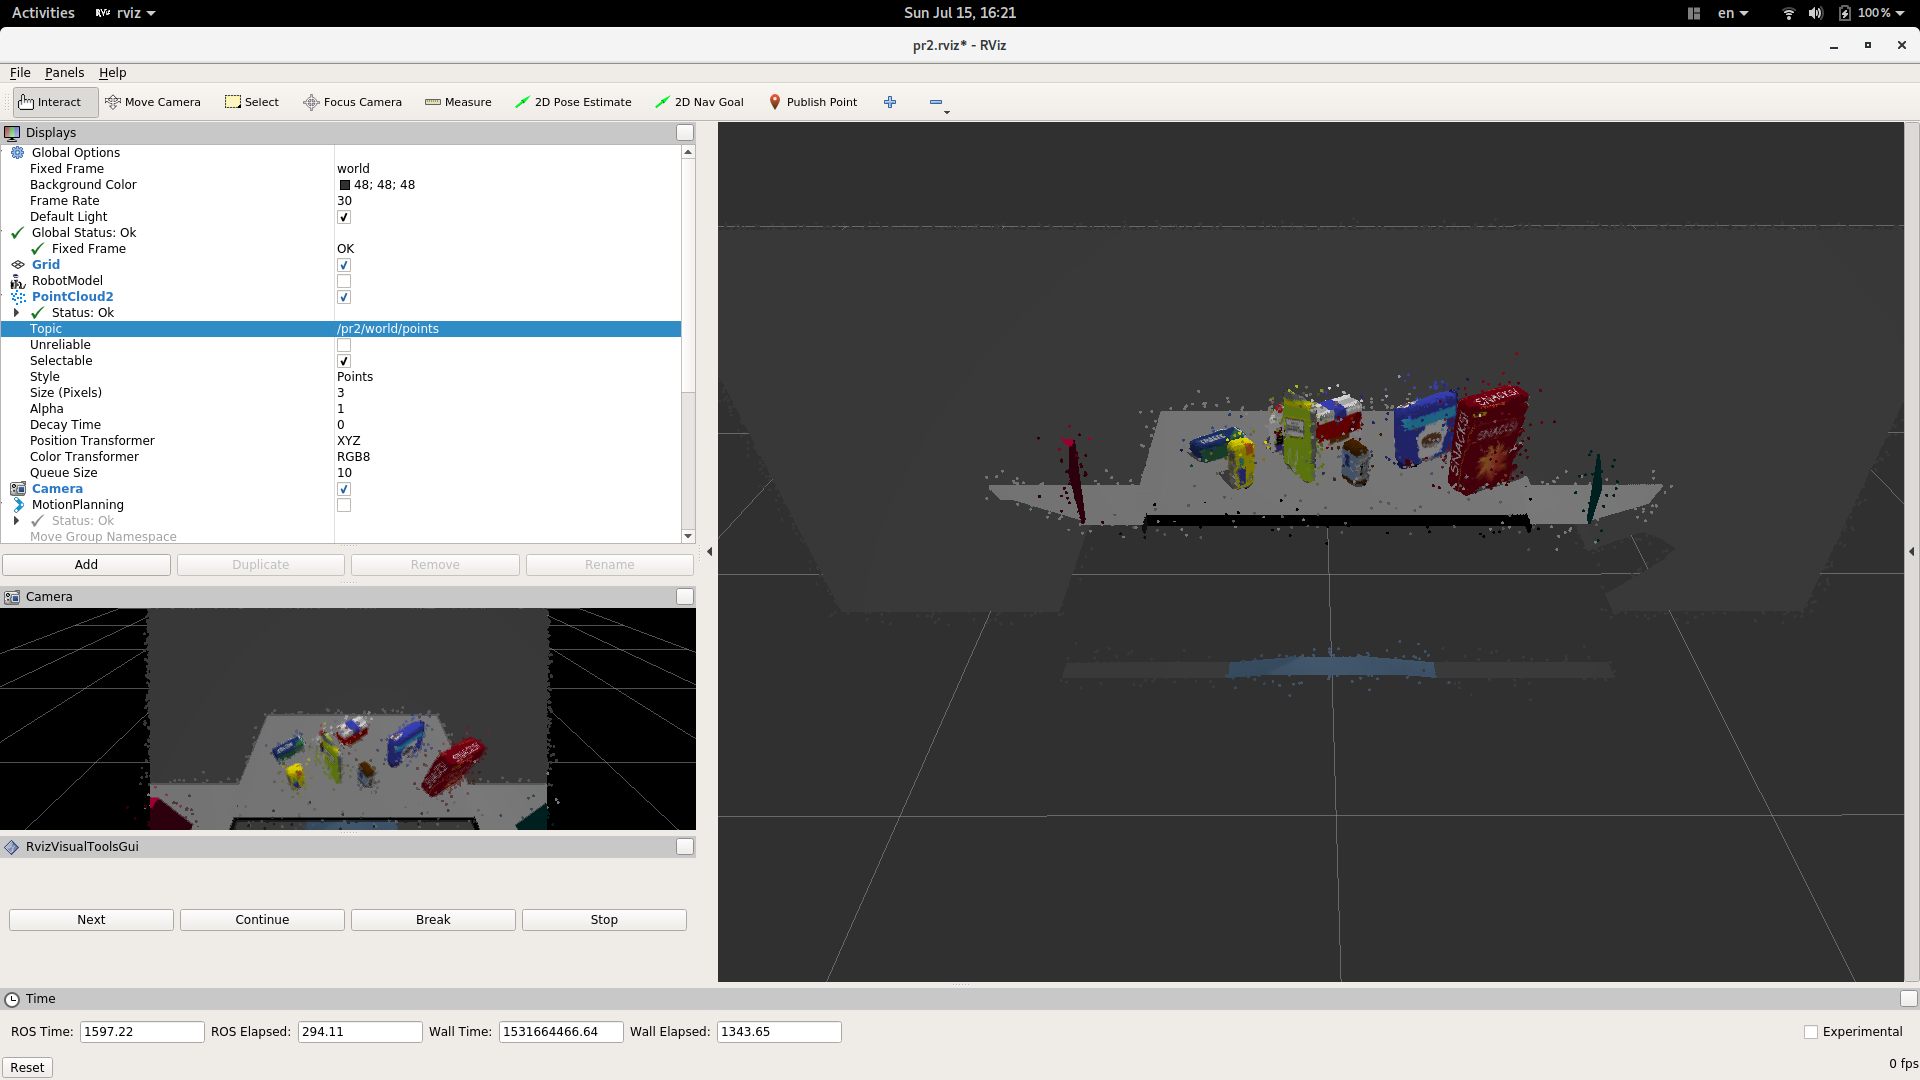 Activities rviz Sun Jul 15, 16:21 en 100%
pr2.rviz* - RViz
File Panels Help
Interact Move Camera Select Focus Camera Measure 2D Pose Estimate 2D Nav Goal Publish Point
Displays
Global Options
Fixed Frame world
Background Color 48; 48; 48
Frame Rate 30
Default Light
Global Status: Ok
Fixed Frame OK
Grid
RobotModel
PointCloud2
Status: Ok
Topic /pr2/world/points
Unreliable
Selectable
Style Points
Size (Pixels) 3
Alpha 1
Decay Time 0
Position Transformer XYZ
Color Transformer RGB8
Queue Size 10
Camera
MotionPlanning
Status: Ok
Move Group Namespace
Add Duplicate Remove Rename
Camera
RvizVisualToolsGui
Next Continue Break Stop
SNACKS!
SNACKS!
SNACKS!
Time
ROS Time: 1597.22 ROS Elapsed: 294.11 Wall Time: 1531664466.64 Wall Elapsed: 1343.65 Experimental
Reset 0 fps